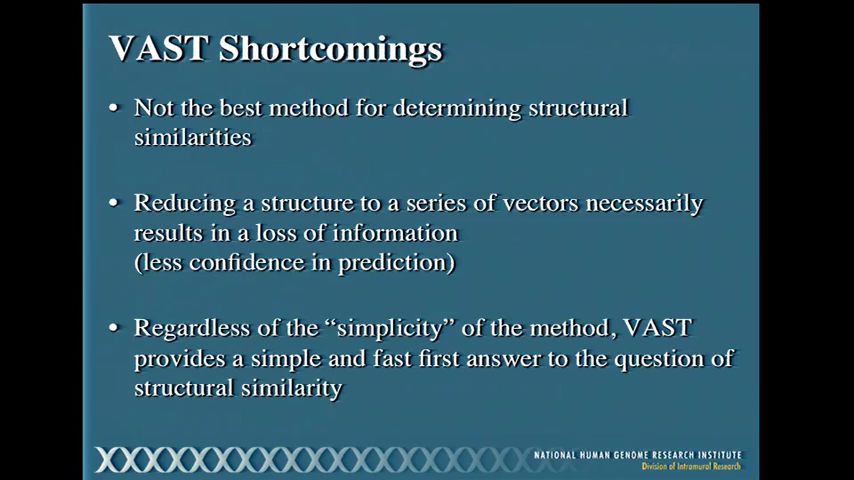 VAST Shortcomings
• Not the best method for determining structural
similarities
• Reducing a structure to a series of vectors necessarily
results in a loss of information
(less confidence in prediction)
• Regardless of the “simplicity” of the method, VAST
provides a simple and fast first answer to the question of
structural similarity
NATIONAL HUMAN GENOME RESEARCH INSTITUTE
Division of Intramural Research